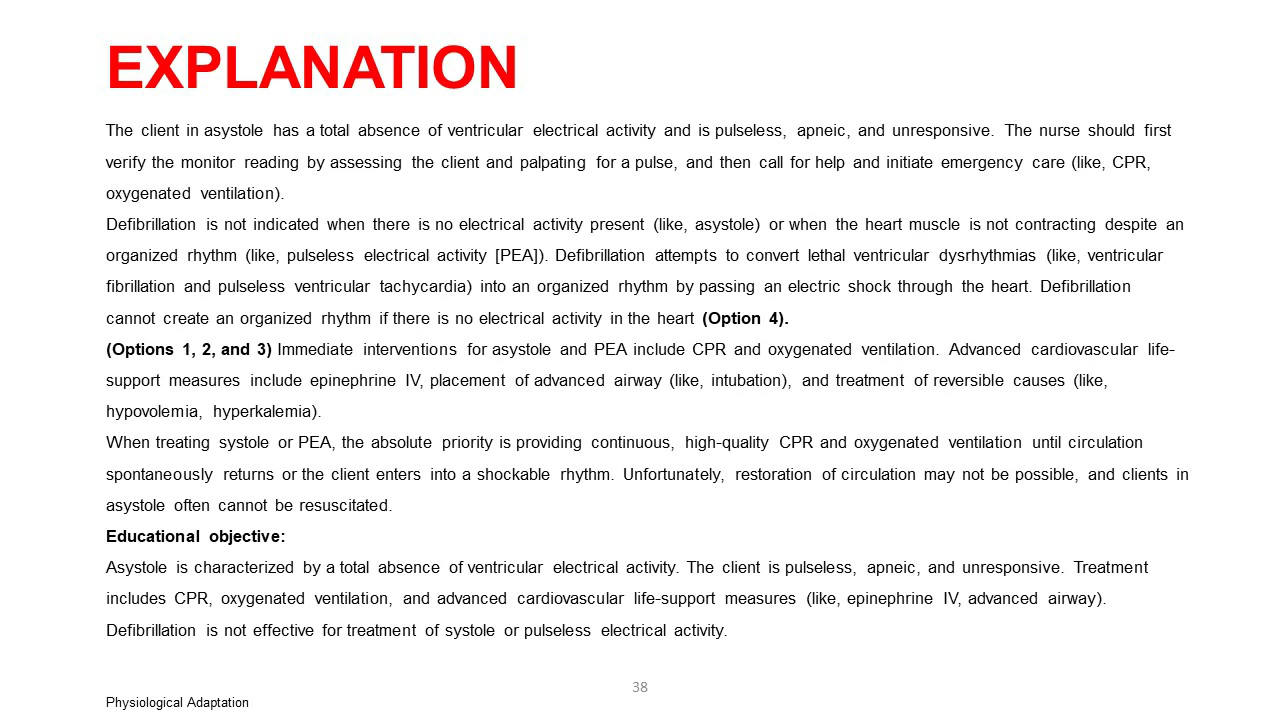 EXPLANATION
The client in asystole has a total absence of ventricular electrical activity and is pulseless, apneic, and unresponsive. The nurse should first
verify the monitor reading by assessing the client and palpating for a pulse, and then call for help and initiate emergency care (like, CPR,
oxygenated ventilation).
Defibrillation is not indicated when there is no electrical activity present (like, asystole) or when the heart muscle is not contracting despite an
organized rhythm (like, pulseless electrical activity [PEA]). Defibrillation attempts to convert lethal ventricular dysrhythmias (like, ventricular
fibrillation and pulseless ventricular tachycardia) into an organized rhythm by passing an electric shock through the heart. Defibrillation
cannot create an organized rhythm if there is no electrical activity in the heart (Option 4).
(Options 1, 2, and 3) Immediate interventions for asystole and PEA include CPR and oxygenated ventilation. Advanced cardiovascular life-
support measures include epinephrine IV, placement of advanced airway (like, intubation), and treatment of reversible causes (like,
hypovolemia, hyperkalemia).
When treating systole or PEA, the absolute priority is providing continuous, high-quality CPR and oxygenated ventilation until circulation
spontaneously returns or the client enters into a shockable rhythm. Unfortunately, restoration of circulation may not be possible, and clients in
asystole often cannot be resuscitated.
Educational objective:
Asystole is characterized by a total absence of ventricular electrical activity. The client is pulseless, apneic, and unresponsive. Treatment
includes CPR, oxygenated ventilation, and advanced cardiovascular life-support measures (like, epinephrine IV, advanced airway).
Defibrillation is not effective for treatment of systole or pulseless electrical activity.
38
Physiological Adaptation